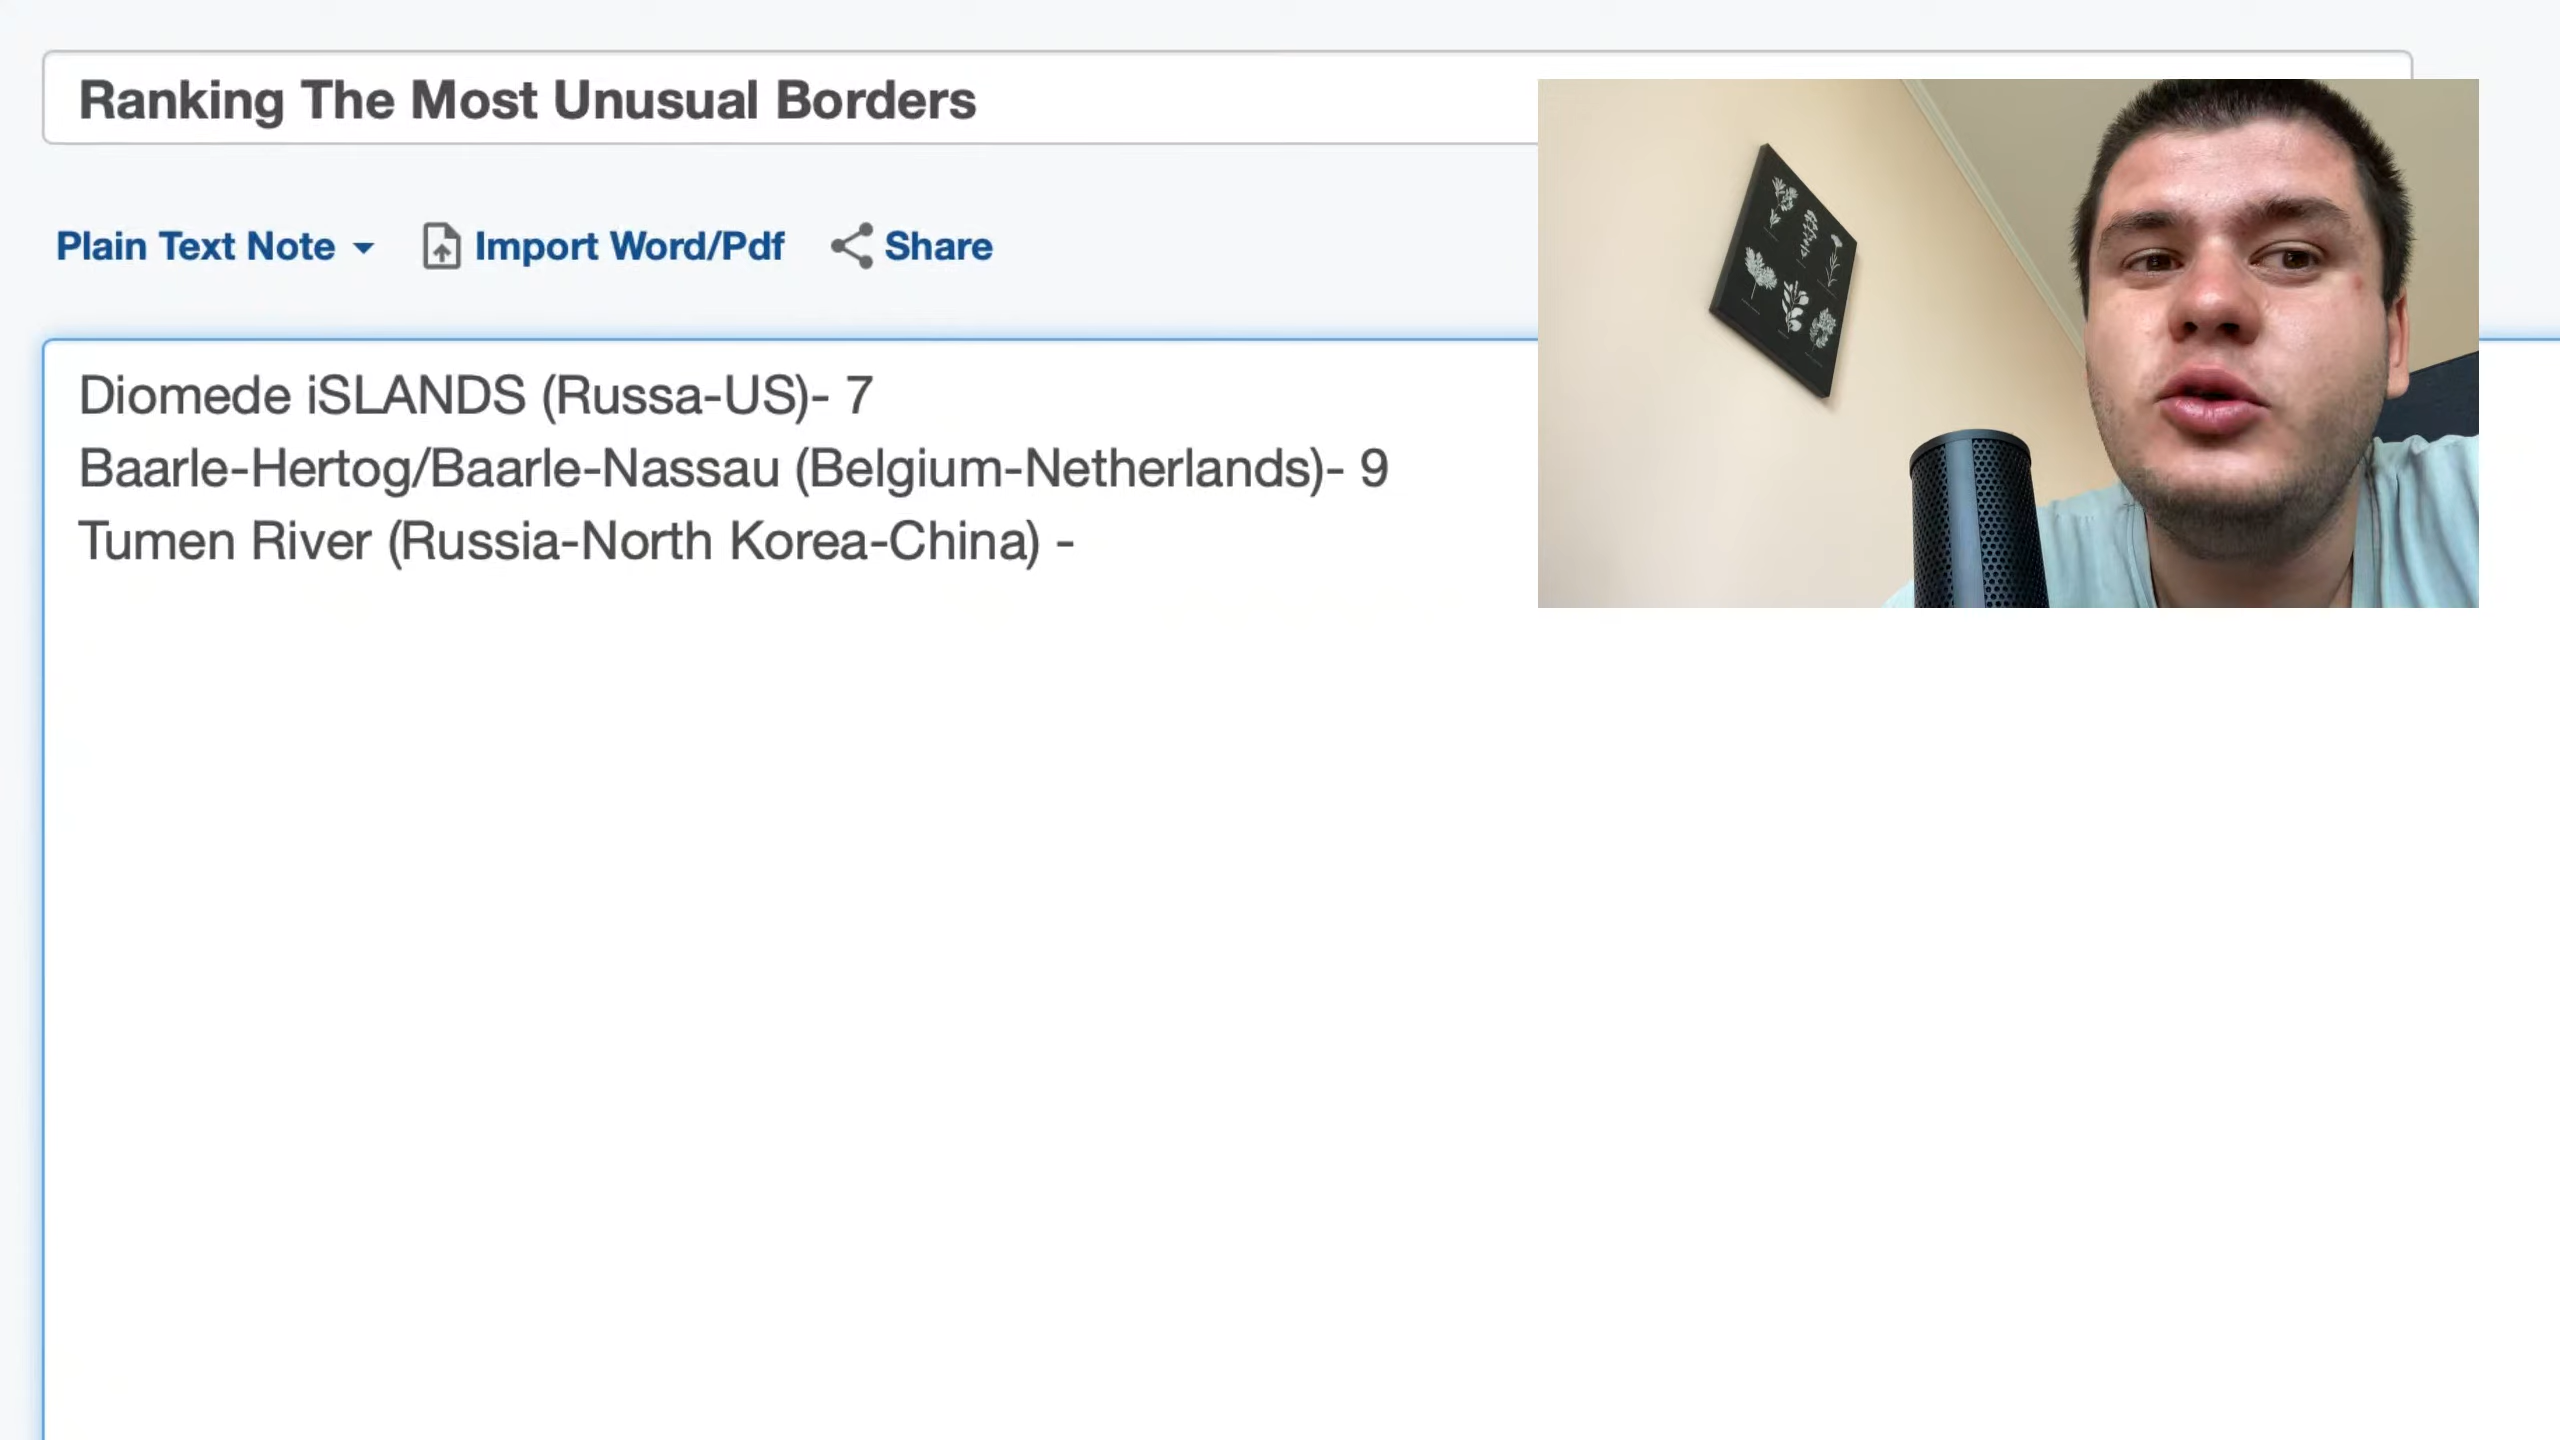 Ranking The Most Unusual Borders
Plain Text Note Import Word/Pdf Share
Diomede iSLANDS (Russa-US)- 7
Baarle-Hertog/Baarle-Nassau (Belgium-Netherlands)- 9
Tumen River (Russia-North Korea-China) -